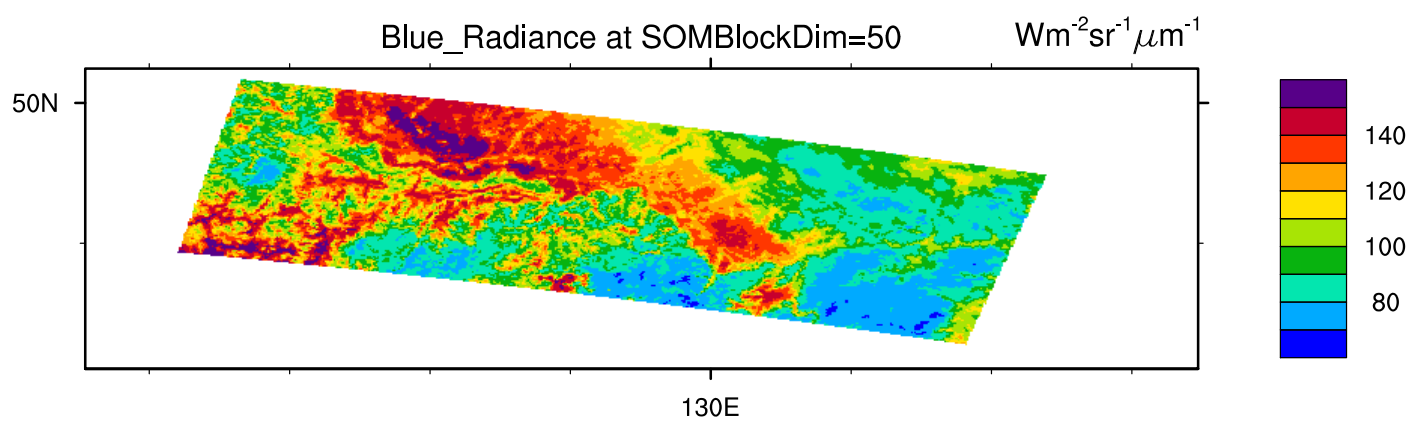 Blue_Radiance at SOMBlockDim=50
Wm⁻²sr⁻¹μm⁻¹
50N
130E
140
120
100
80